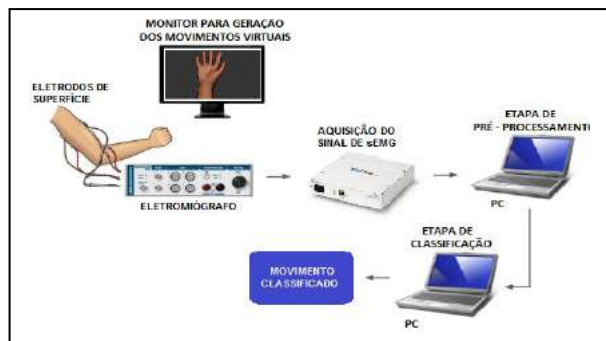 MONITOR PARA GERAÇÃO
DOS MOVIMENTOS VIRTUAIS
ELETRODOS DE
SUPERFÍCIE
ELETROMIÓGRAFO
AQUISIÇÃO DO
SINAL DE sEMG
ETAPA DE
PRÉ - PROCESSAMENTO
PC
ETAPA DE
CLASSIFICAÇÃO
PC
MOVIMENTO
CLASSIFICADO